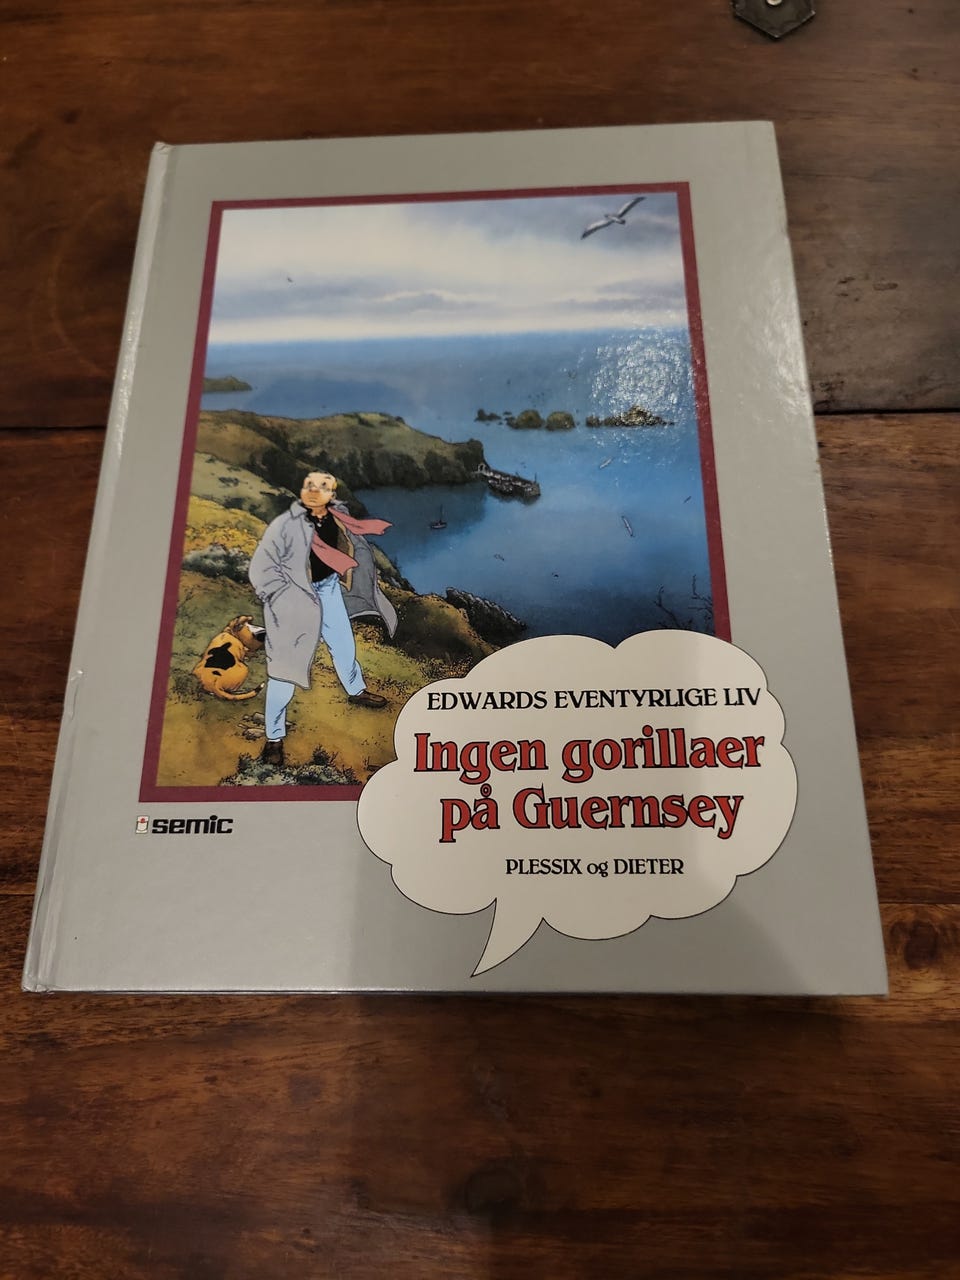 EDWARDS EVENTYRLIGE LIV
Ingen gorillaer
på Guernsey
PLESSIX og DIETER
semic